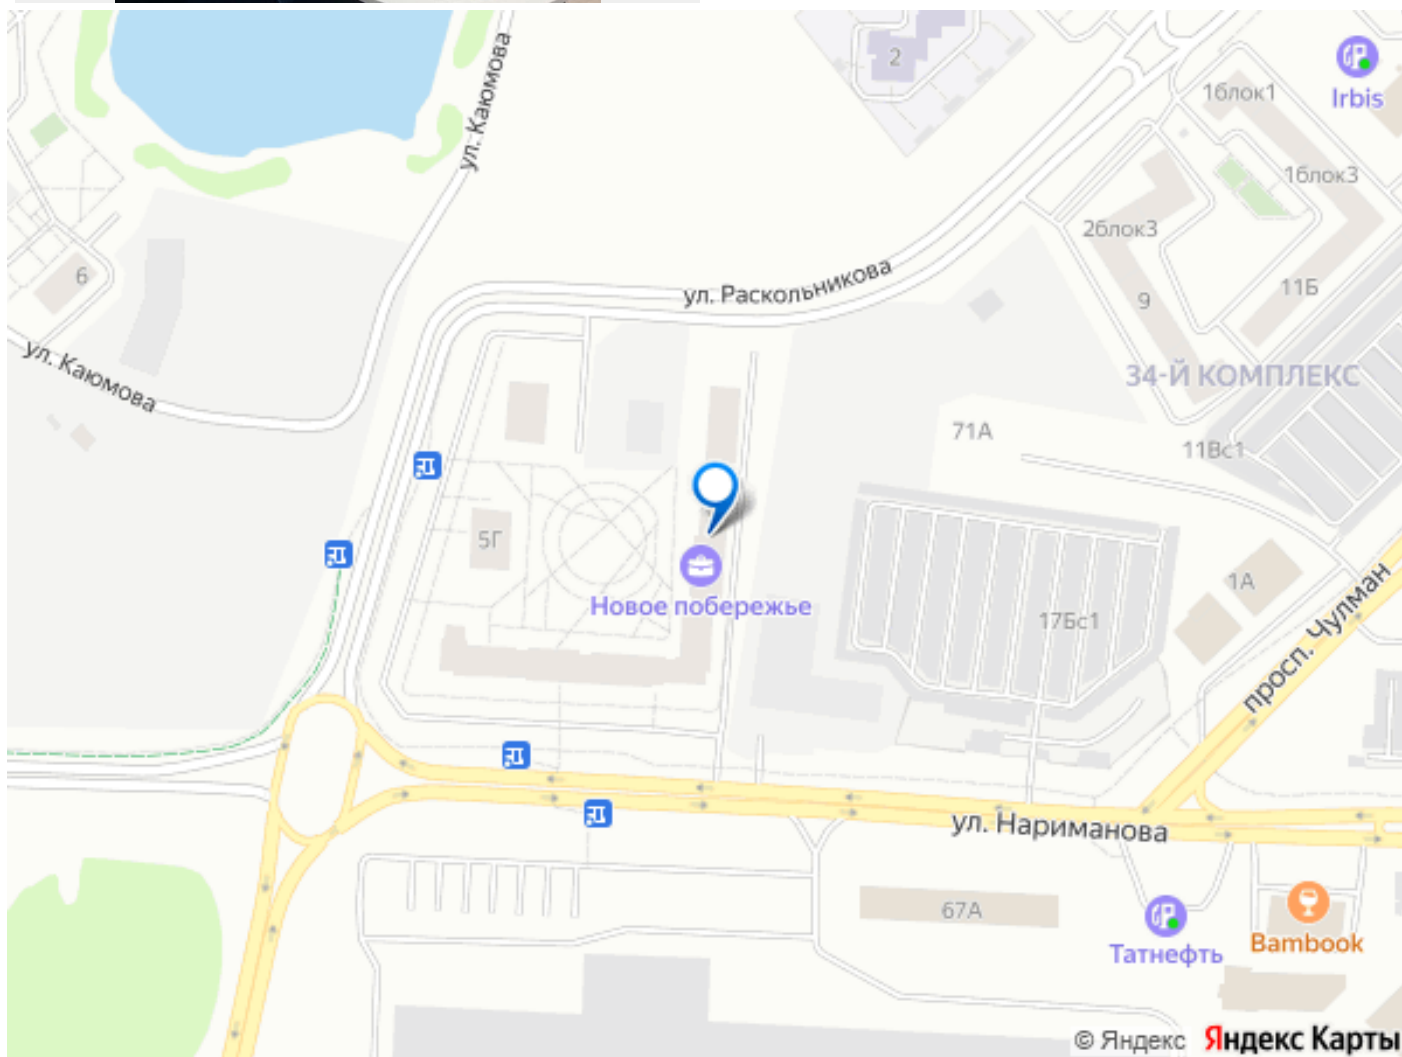 ул. Каюмова
2
Irbis
1блок1
1блок3
2блок3
6
ул. Раскольникова
9
11Б
ул. Каюмова
34-Й КОМПЛЕКС
71А
11Вс1
5Г
1А
Новое побережье
17Бс1
просп. Чулман
ул. Нариманова
67А
Татнефть
Bambook
© Яндекс Яндекс Карты